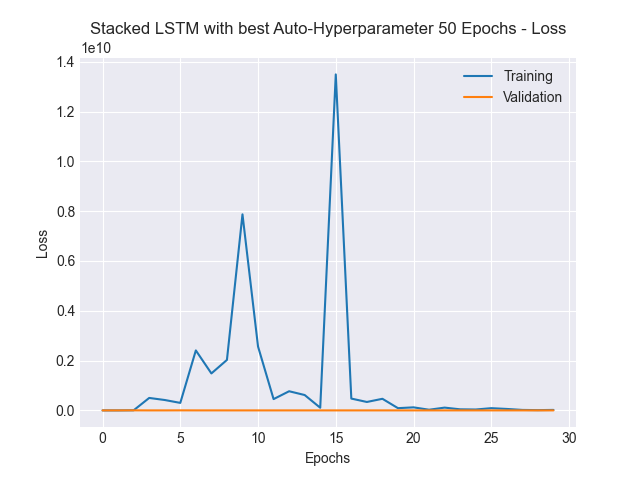 Stacked LSTM with best Auto-Hyperparameter 50 Epochs - Loss
1e10
Training
Validation
1.4
1.2
1.0
0.8
0.6
0.4
0.2
0.0
Loss
0 5 10 15 20 25 30
Epochs